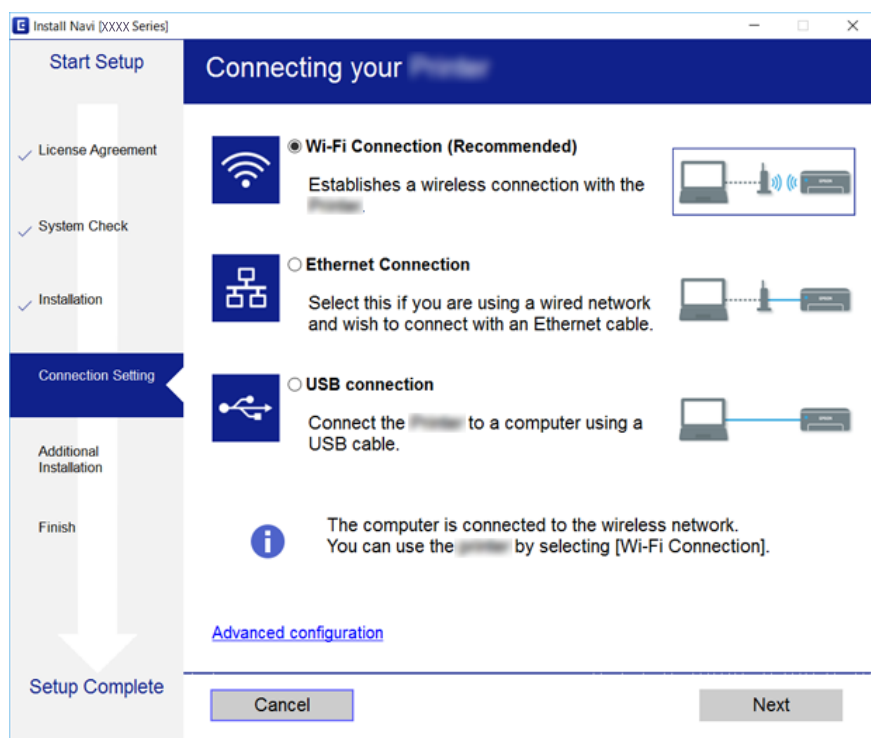 Install Navi [XXXX Series]
Start Setup
License Agreement
System Check
Installation
Connection Setting
Additional
Installation
Finish
Setup Complete
Connecting your
Wi-Fi Connection (Recommended)
Establishes a wireless connection with the
.
Ethernet Connection
Select this if you are using a wired network
and wish to connect with an Ethernet cable.
USB connection
Connect the to a computer using a
USB cable.
The computer is connected to the wireless network.
You can use the by selecting [Wi-Fi Connection].
Advanced configuration
Cancel
Next